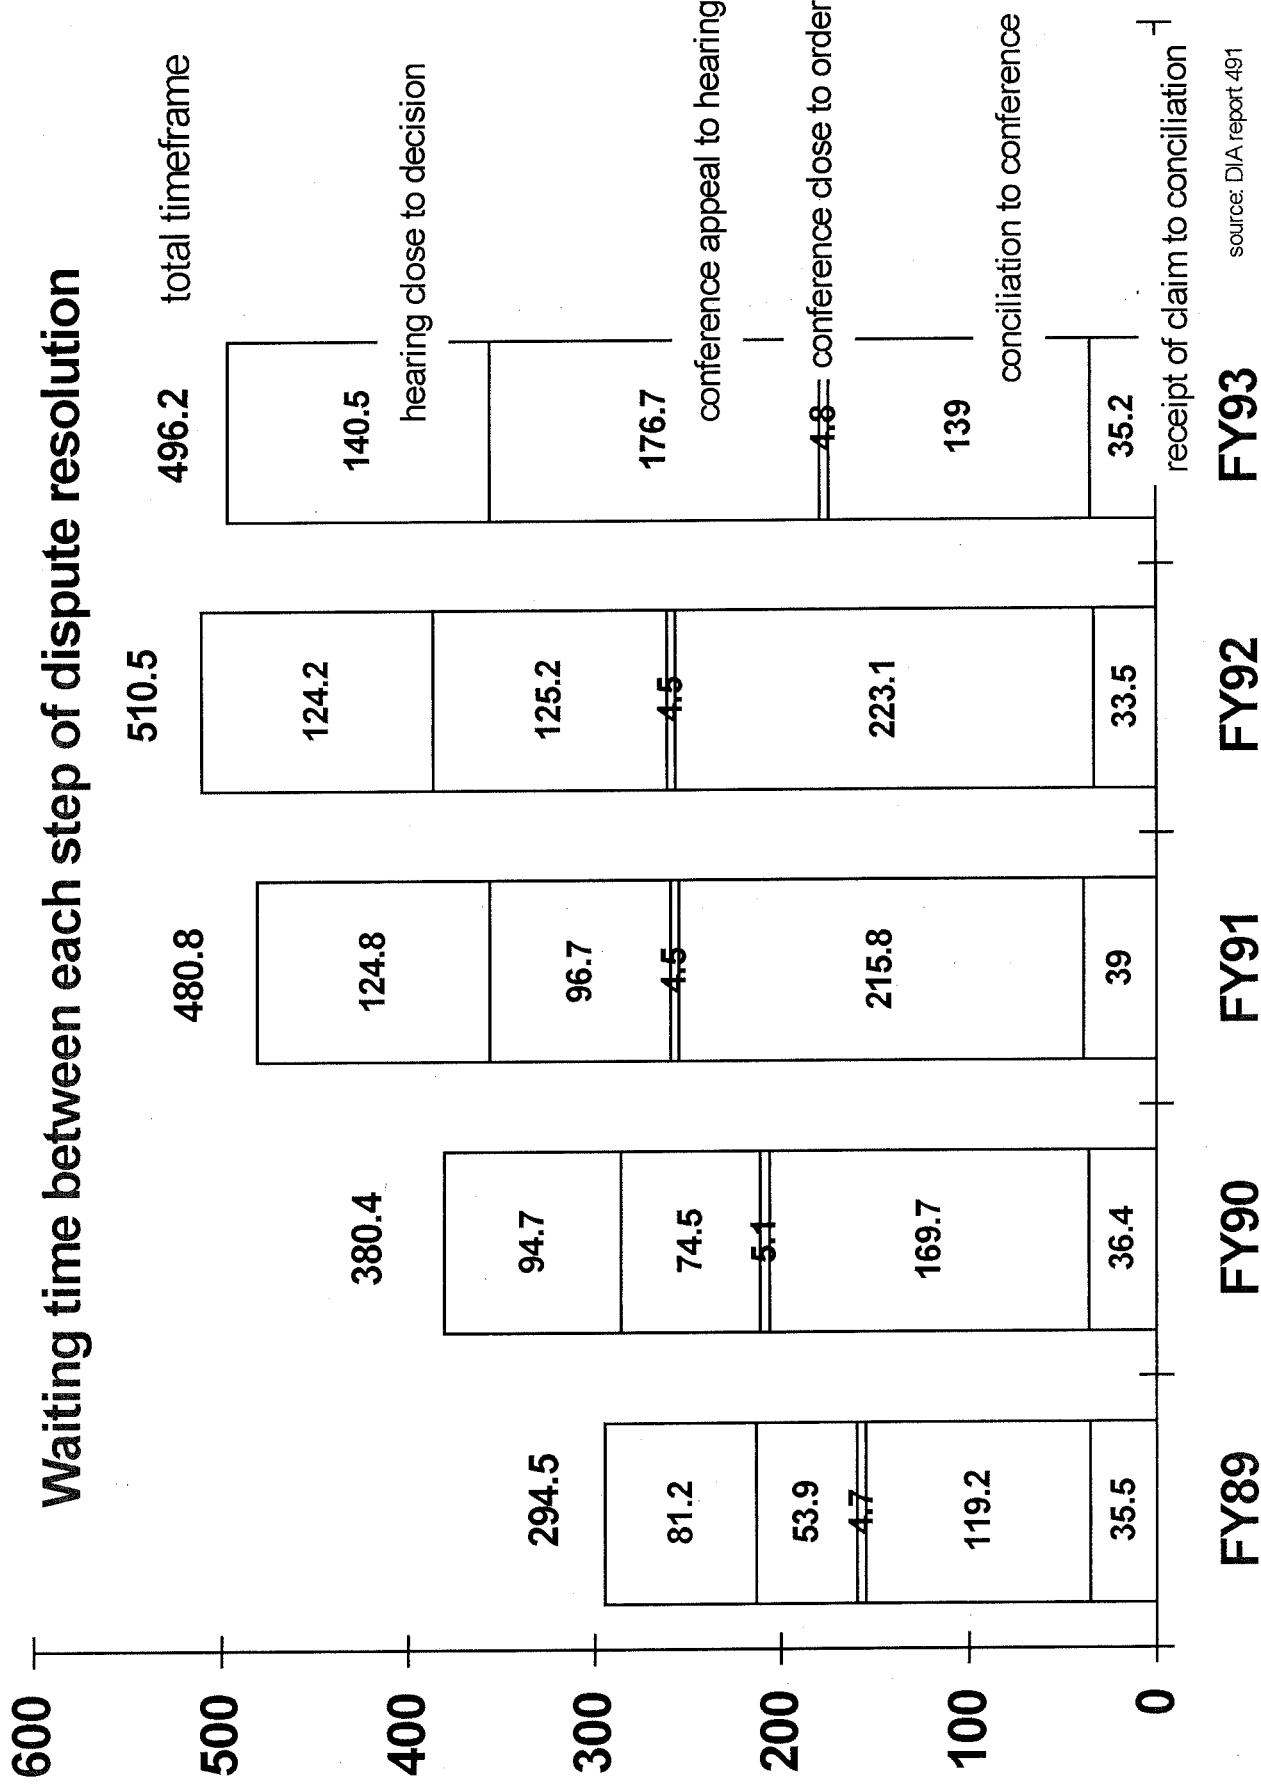 Waiting time between each step of dispute resolution
600
500
400
300
200
100
0
294.5
81.2
53.9
4.7
119.2
35.5
FY89
380.4
94.7
74.5
5.1
169.7
36.4
FY90
480.8
124.8
96.7
4.5
215.8
39
FY91
510.5
124.2
125.2
4.5
223.1
33.5
FY92
496.2
140.5
176.7
4.8
139
35.2
FY93
total timeframe
hearing close to decision
conference appeal to hearing
conference close to order
conciliation to conference
receipt of claim to conciliation
source: DIA report 491